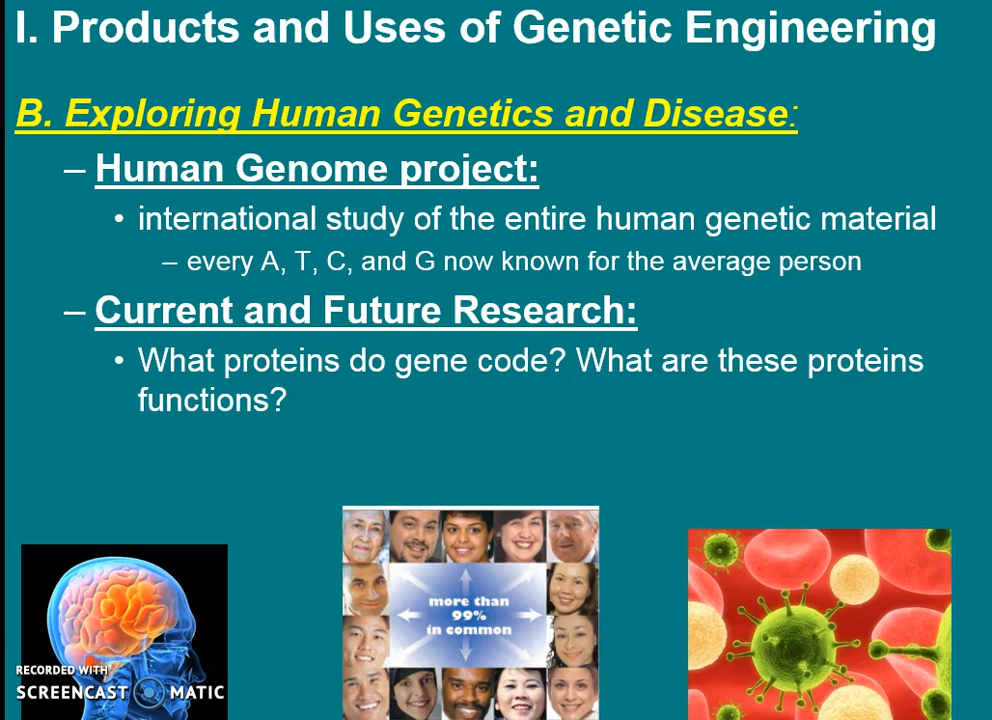 I. Products and Uses of Genetic Engineering
B. Exploring Human Genetics and Disease:
– Human Genome project:
• international study of the entire human genetic material
– every A, T, C, and G now known for the average person
– Current and Future Research:
• What proteins do gene code? What are these proteins
functions?
more than
99%
in common
RECORDED WITH
SCREENCAST MATIC